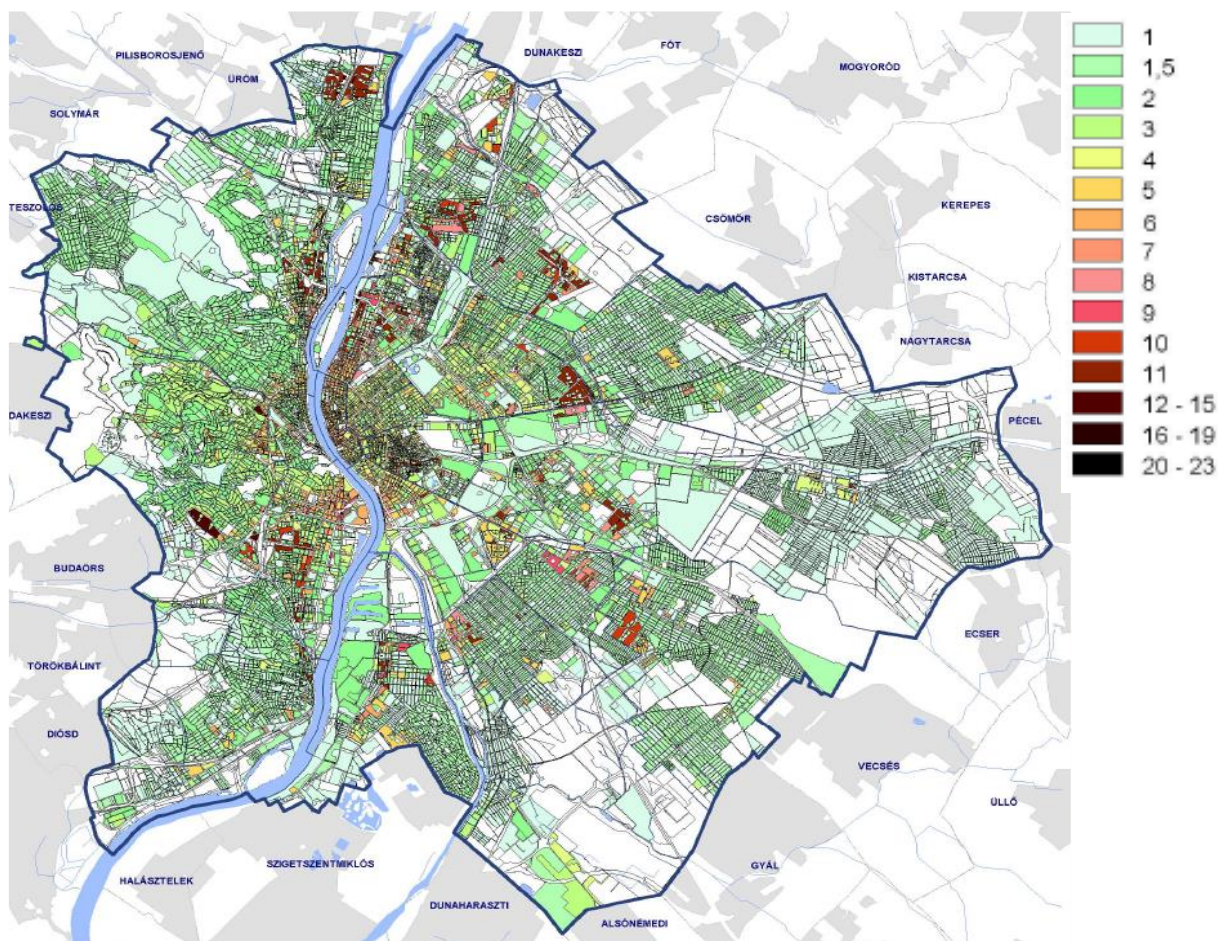 PILISBOROSJENŐ
ÜRÖM
SOLYMÁR
TESZOLOS
DAKESZI
BUDAÖRS
TÖRÖKBÁLINT
DIÓSD
HALÁSZTELEK
SZIGETSZENTMIKLÓS
DUNAHARASZTI
ALSÓNÉMEDI
GYÁL
ÜLLŐ
VECSÉS
ECSER
PÉCEL
NAGYTARCSA
KISTARCSA
KEREPES
CSÖMÖR
MOGYORÓD
FÓT
DUNAKESZI
1
1,5
2
3
4
5
6
7
8
9
10
11
12 - 15
16 - 19
20 - 23